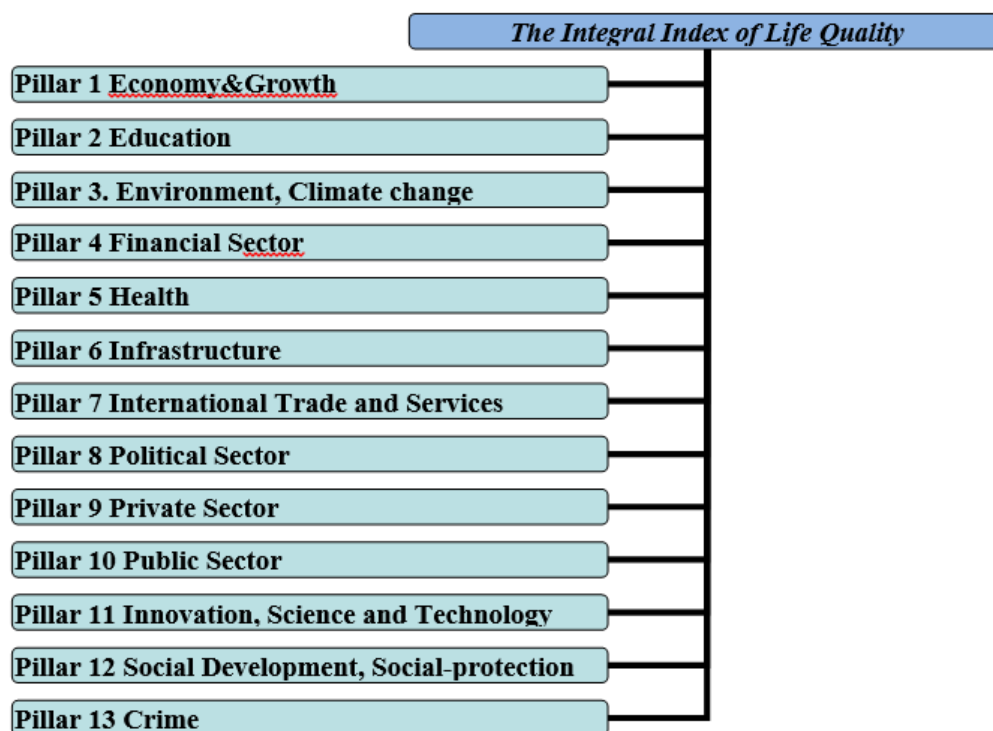 The Integral Index of Life Quality
Pillar 1 Economy&Growth
Pillar 2 Education
Pillar 3. Environment, Climate change
Pillar 4 Financial Sector
Pillar 5 Health
Pillar 6 Infrastructure
Pillar 7 International Trade and Services
Pillar 8 Political Sector
Pillar 9 Private Sector
Pillar 10 Public Sector
Pillar 11 Innovation, Science and Technology
Pillar 12 Social Development, Social-protection
Pillar 13 Crime